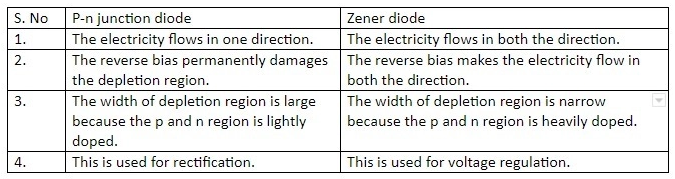 S. No P-n junction diode Zener diode
1. The electricity flows in one direction. The electricity flows in both the direction.
2. The reverse bias permanently damages The reverse bias makes the electricity flow in
the depletion region. both the direction.
3. The width of depletion region is large The width of depletion region is narrow
because the p and n region is lightly because the p and n region is heavily doped.
doped.
4. This is used for rectification. This is used for voltage regulation.